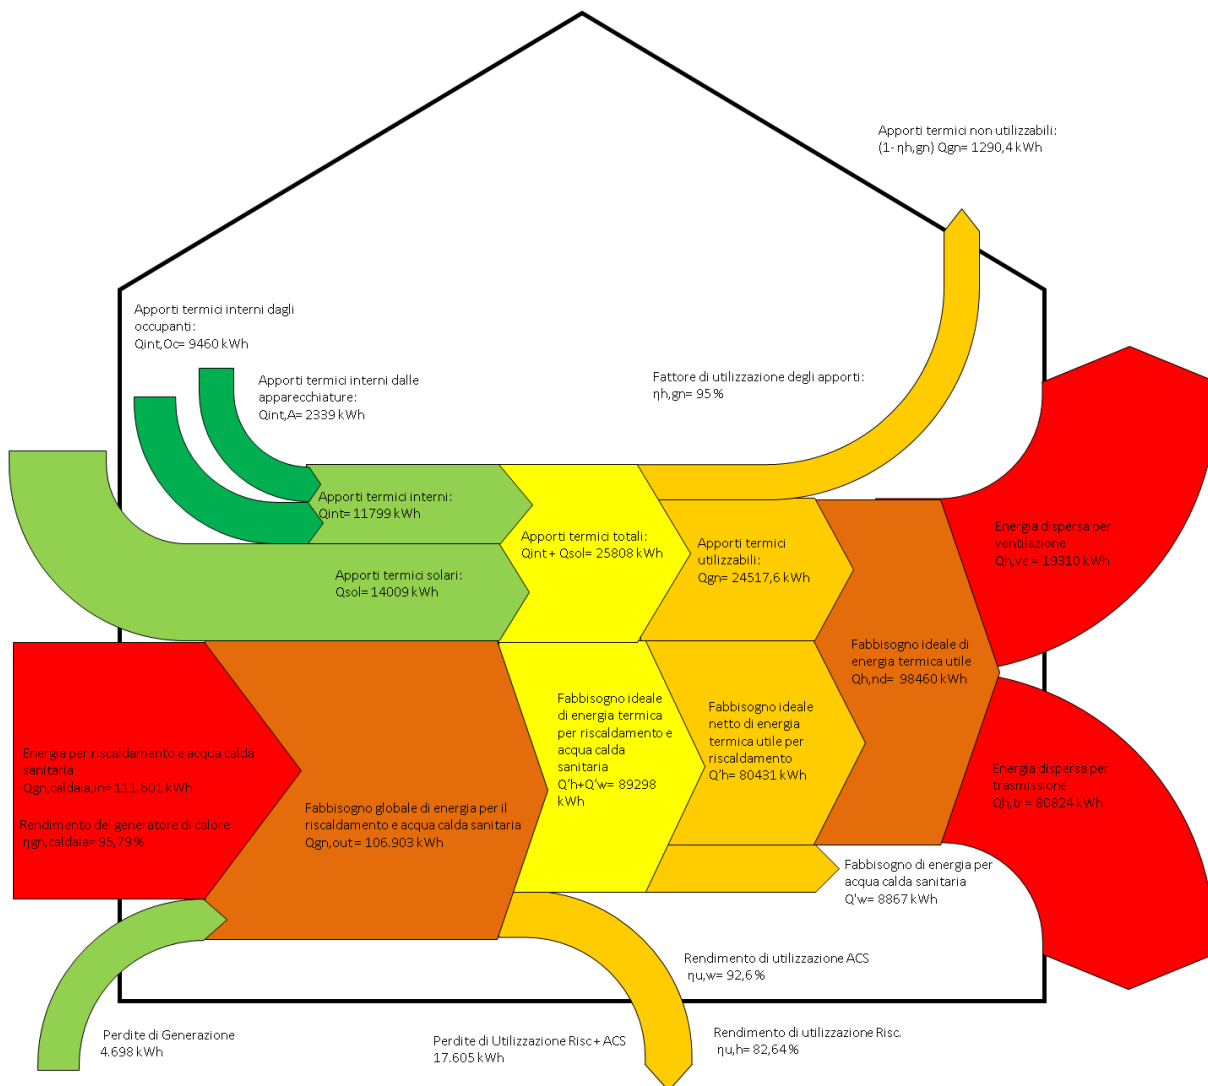 Apporti termici non utilizzabili:
(1- ηh,gn) Qgn= 1290,4 kWh
Apporti termici interni dagli
occupanti:
Qint,Oc= 9460 kWh
Apporti termici interni dalle
apparecchiature:
Qint,A= 2339 kWh
Fattore di utilizzazione degli apporti:
ηh,gn= 95%
Apporti termici interni:
Qint= 11799 kWh
Apporti termici totali:
Qint + Qsol= 25808 kWh
Apporti termici
utilizzabili:
Qgn= 24517,6 kWh
Energia dispersa per
ventilazione
Qh,ve = 19310 kWh
Apporti termici solari:
Qsol= 14009 kWh
Fabbisogno ideale di
energia termica utile
Qh,nd= 98460 kWh
Fabbisogno ideale
di energia termica
per riscaldamento e
acqua calda
sanitaria
Q'h+Q'w= 89298
kWh
Fabbisogno ideale
netto di energia
termica utile per
riscaldamento
Q'h= 80431 kWh
Energia dispersa per
trasmissione
Qh,tr = 80824 kWh
Energia per riscaldamento e acqua calda
sanitaria
Qgn,caldaia,in= 111.601 kWh
Rendimento del generatore di calore
ηgn,caldaia= 95,79%
Fabbisogno globale di energia per il
riscaldamento e acqua calda sanitaria
Qgn,out= 106.903 kWh
Fabbisogno di energia per
acqua calda sanitaria
Q'w= 8867 kWh
Rendimento di utilizzazione ACS
ηu,w= 92,6%
Perdite di Generazione
4.698 kWh
Perdite di Utilizzazione Risc + ACS
17.605 kWh
Rendimento di utilizzazione Risc.
ηu,h= 82,64%